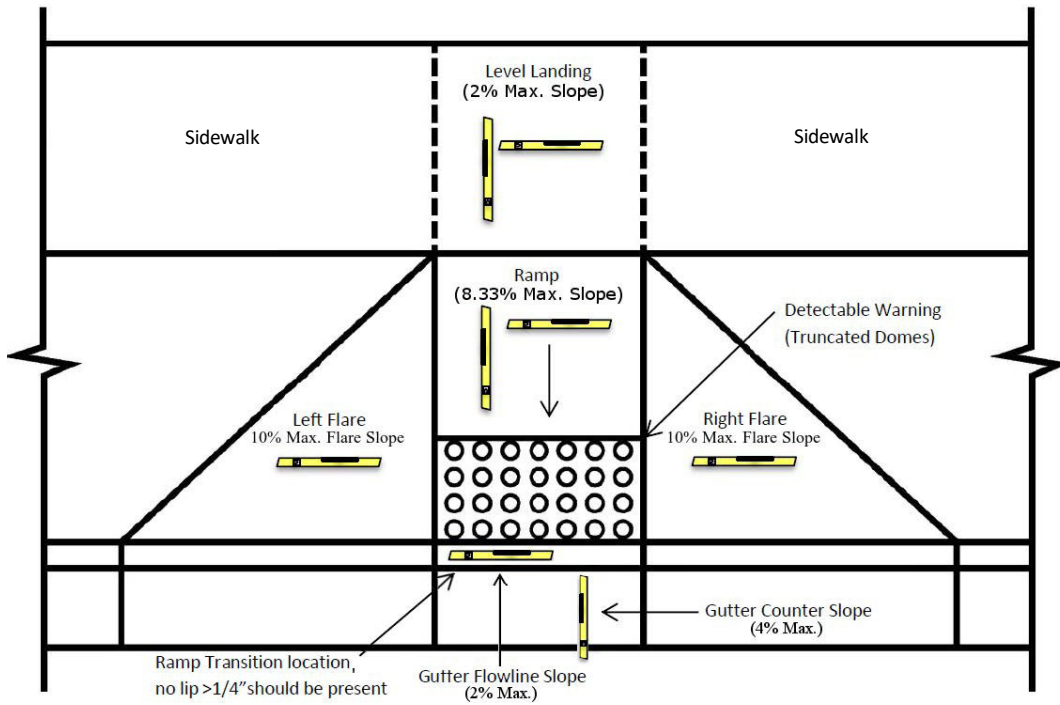 Level Landing
(2% Max. Slope)
Sidewalk
Sidewalk
Ramp
(8.33% Max. Slope)
Detectable Warning
(Truncated Domes)
Left Flare
10% Max. Flare Slope
Right Flare
10% Max. Flare Slope
Gutter Counter Slope
(4% Max.)
Ramp Transition location,
no lip >1/4" should be present
Gutter Flowline Slope
(2% Max.)